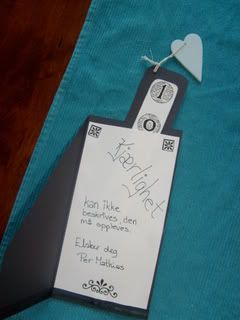 1
0
Kjærlighet
kan ikke
beskrives, den
må oppleves.
Elsker deg
Per Mathias